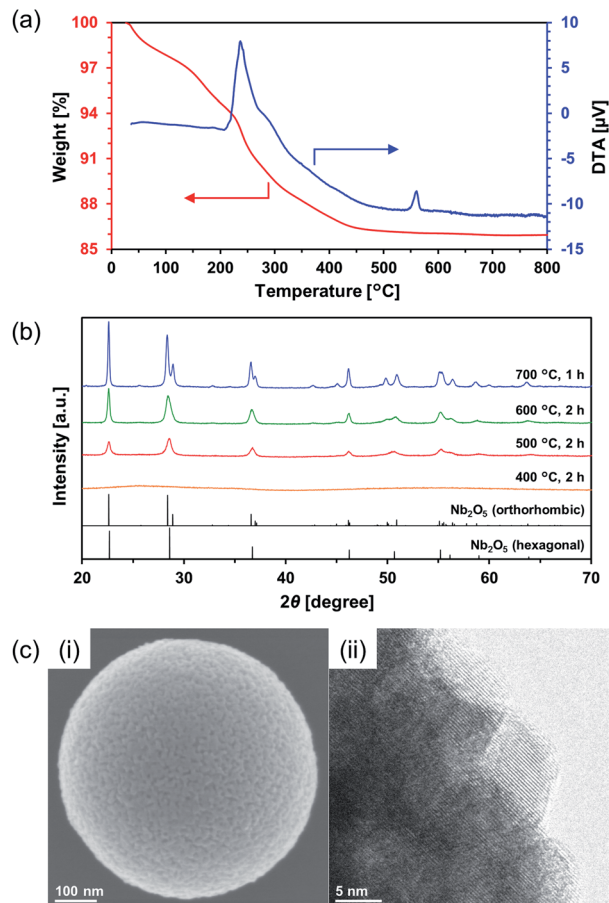 (a)
100
97
94
91
88
85
Weight [%]
10
5
0
-5
-10
-15
DTA [µV]
0 100 200 300 400 500 600 700 800
Temperature [°C]
(b)
700 °C, 1 h
600 °C, 2 h
500 °C, 2 h
400 °C, 2 h
Nb₂O₅ (orthorhombic)
Nb₂O₅ (hexagonal)
Intensity [a.u.]
20 30 40 50 60 70
2θ [degree]
(c) (i) (ii)
100 nm 5 nm